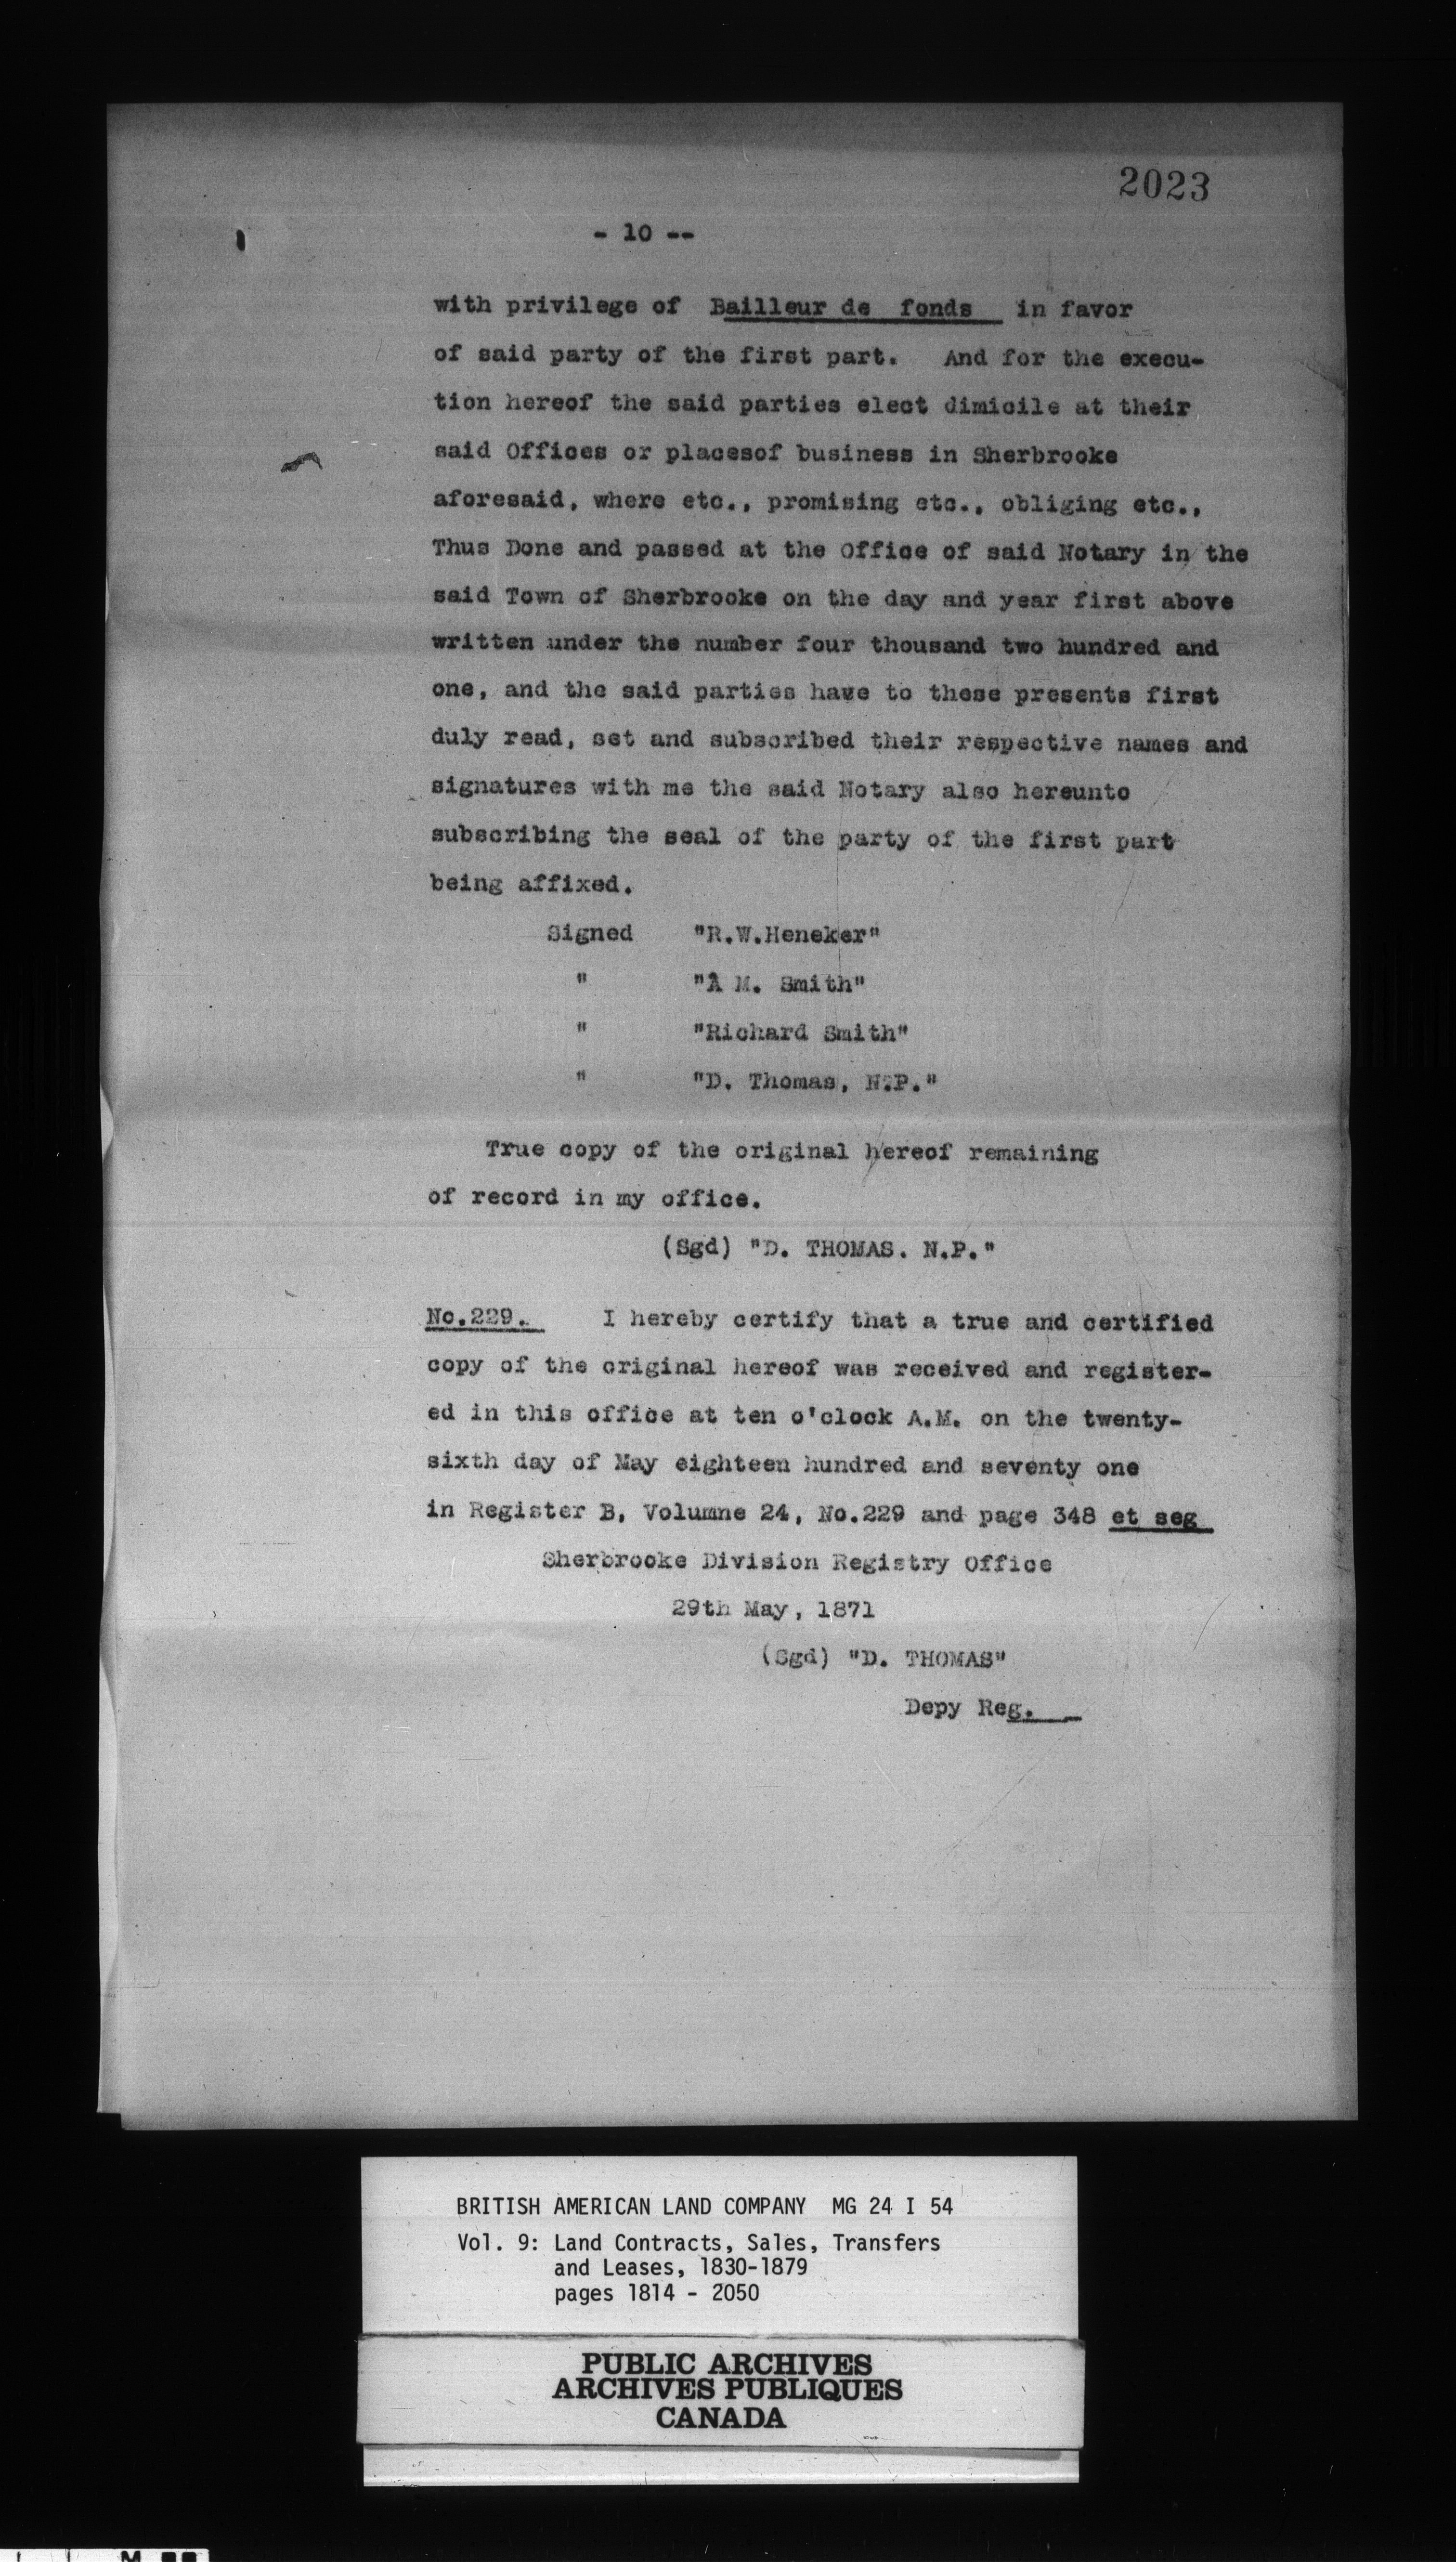 2023
- 10 --
with privilege of Bailleur de fonds in favor
of said party of the first part. And for the execu-
tion hereof the said parties elect dimicile at their
said Offices or placesof business in Sherbrooke
aforesaid, where etc., promising etc., obliging etc.,
Thus Done and passed at the Office of said Notary in the
said Town of Sherbrooke on the day and year first above
written under the number four thousand two hundred and
one, and the said parties have to these presents first
duly read, set and subscribed their respective names and
signatures with me the said Notary also hereunto
subscribing the seal of the party of the first part
being affixed.
Signed "R.W.Heneker"
" "A M. Smith"
" "Richard Smith"
" "D. Thomas, N.P."
True copy of the original hereof remaining
of record in my office.
(Sgd) "D. THOMAS. N.P."
No.229. I hereby certify that a true and certified
copy of the original hereof was received and register-
ed in this office at ten o'clock A.M. on the twenty-
sixth day of May eighteen hundred and seventy one
in Register B, Volumne 24, No.229 and page 348 et seg
Sherbrooke Division Registry Office
29th May, 1871
(Sgd) "D. THOMAS"
Depy Reg.
BRITISH AMERICAN LAND COMPANY MG 24 I 54
Vol. 9: Land Contracts, Sales, Transfers
and Leases, 1830-1879
pages 1814 - 2050
PUBLIC ARCHIVES
ARCHIVES PUBLIQUES
CANADA